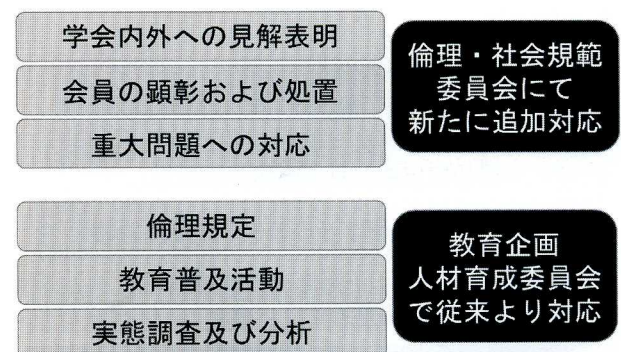 学会内外への見解表明
会員の顕彰および処置
重大問題への対応
倫理・社会規範
委員会にて
新たに追加対応
倫理規定
教育普及活動
実態調査及び分析
教育企画
人材育成委員会
で従来より対応